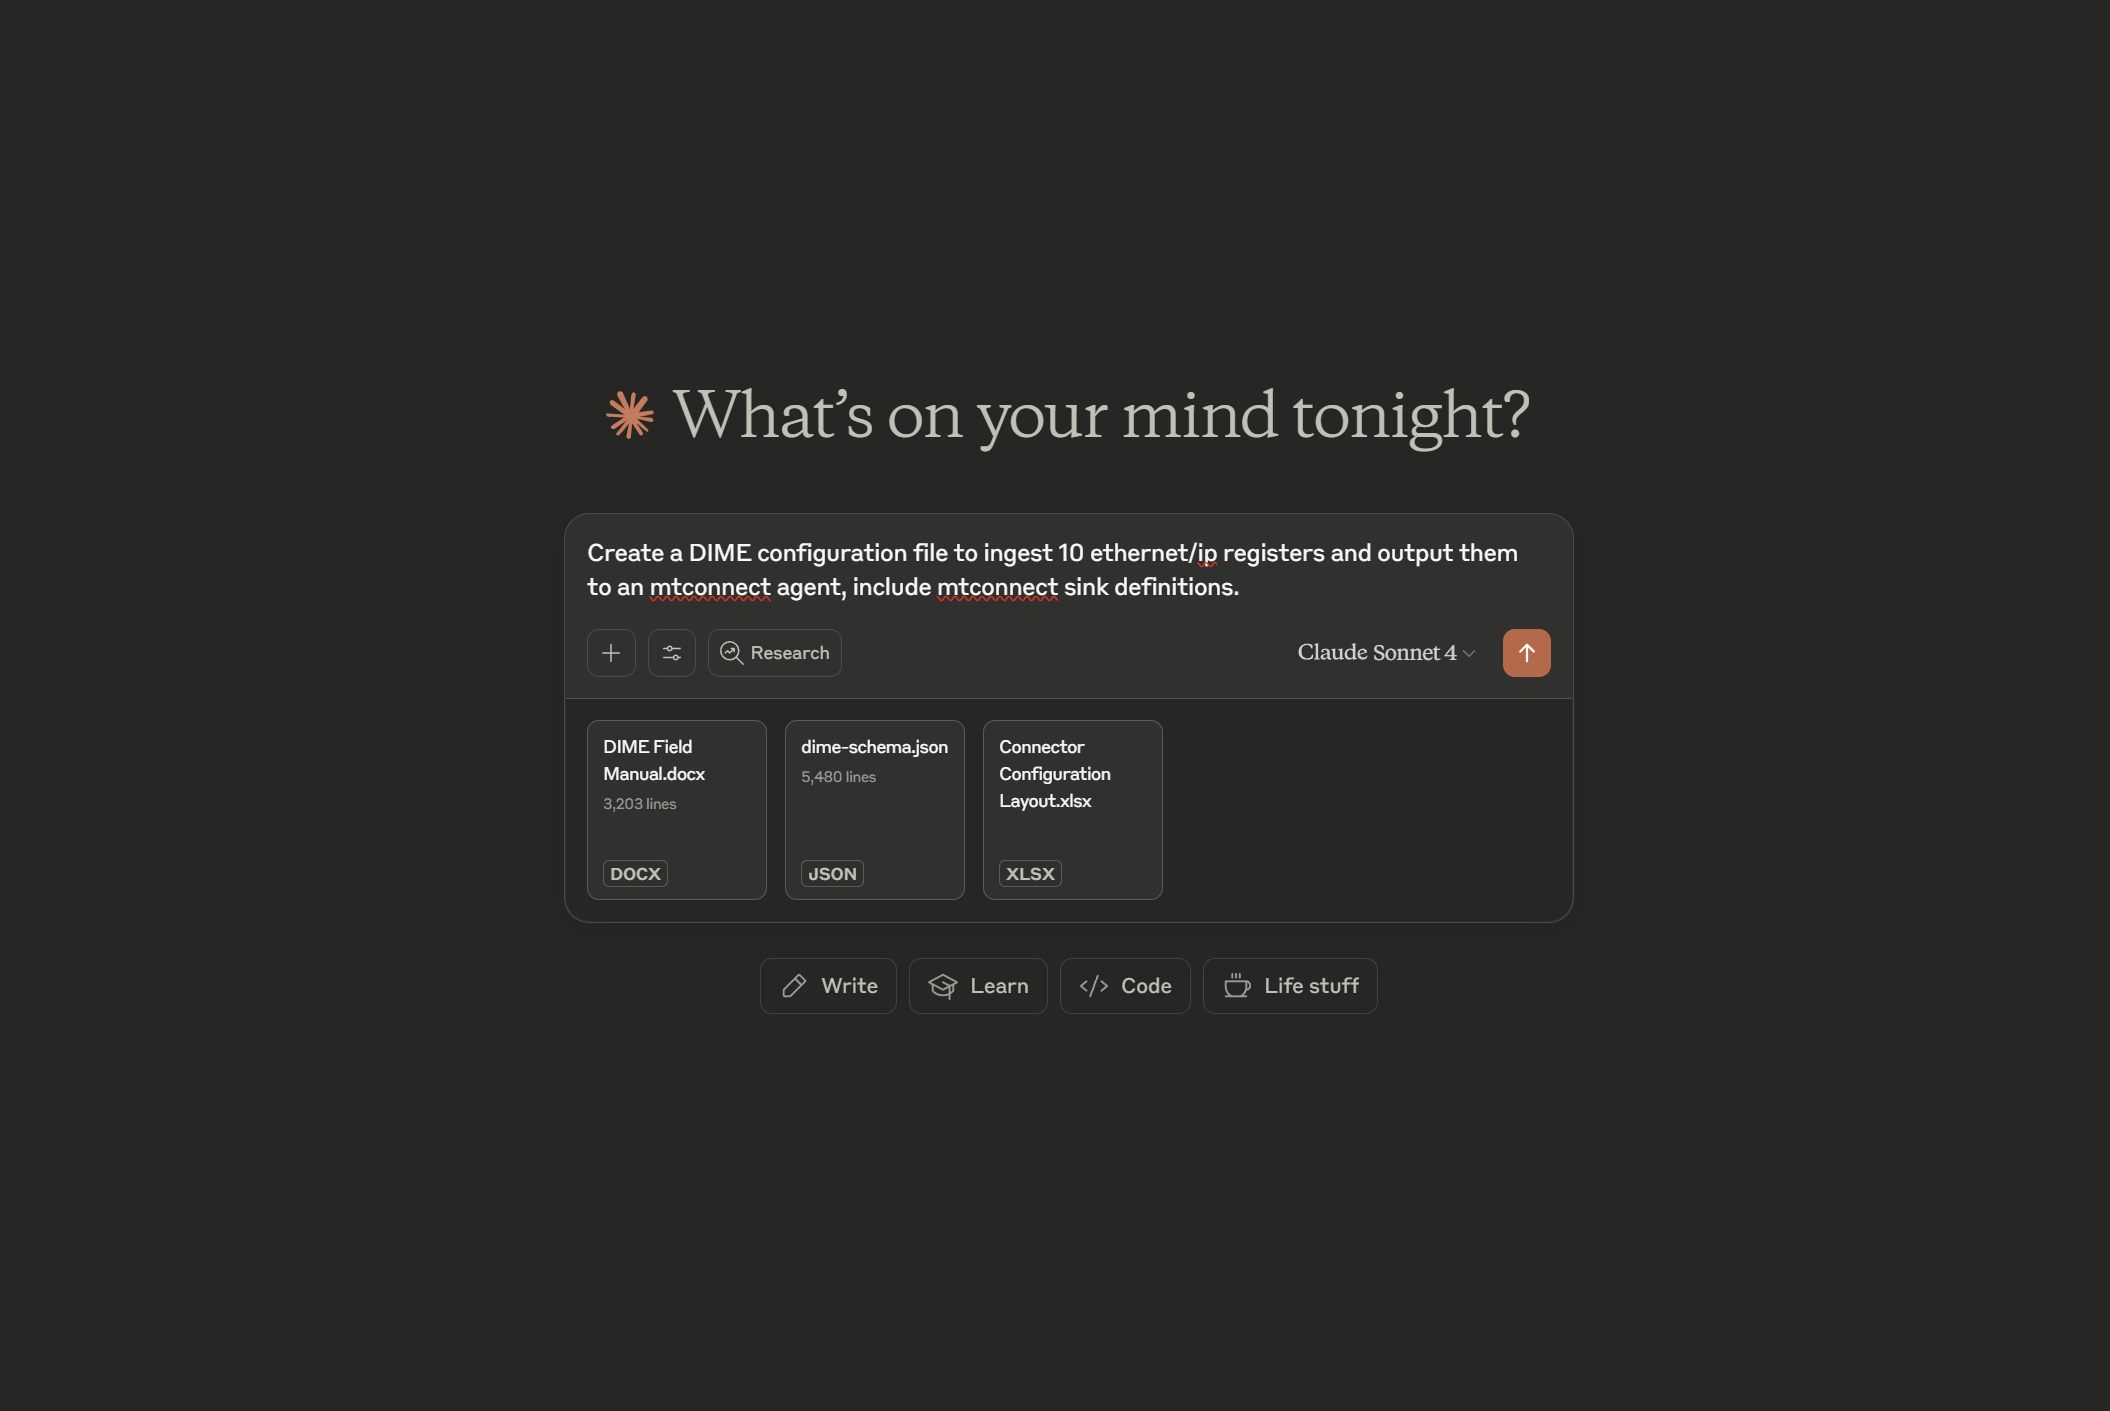 What’s on your mind tonight?
Create a DIME configuration file to ingest 10 ethernet/ip registers and output them
to an mtconnect agent, include mtconnect sink definitions.
Research
Claude Sonnet 4
DIME Field
Manual.docx
3,203 lines
DOCX
dime-schema.json
5,480 lines
JSON
Connector
Configuration
Layout.xlsx
XLSX
Write
Learn
Code
Life stuff